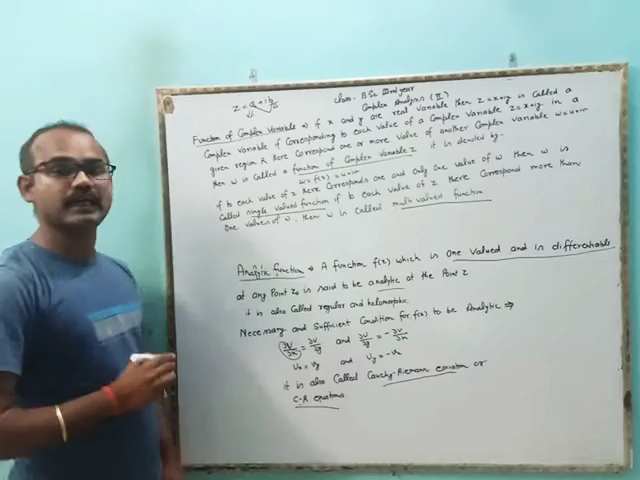 Class - BSc IIIrd year
z = a + ib
Complex Analysis (II)
Function of Complex Variable ⇒ if x and y are real variable then z=x+iy is called a
Complex variable if corresponding to each value of a Complex variable z=x+iy in a
given region R there correspond one or more value of another Complex variable w=u+iv
then w is called a function of Complex Variable z it is denoted by-
w=f(z) = u+iv
if to each value of z there corresponds one and only one value of w then w is
called single valued function if to each value of z there correspond more than
one values of w. then w is called multi valued function.
Analytic function → A function f(z) which is one valued and is differentiable
at any Point z₀ is said to be analytic at the Point z
it is also called regular and holomorphic
Necessary and Sufficient Condition for f(z) to be Analytic ⇒
∂U/∂x = ∂V/∂y and ∂U/∂y = -∂V/∂x
Ux = Vy and Uy = -Vx
it is also Called Cauchy-Riemann equation or
C-R equations